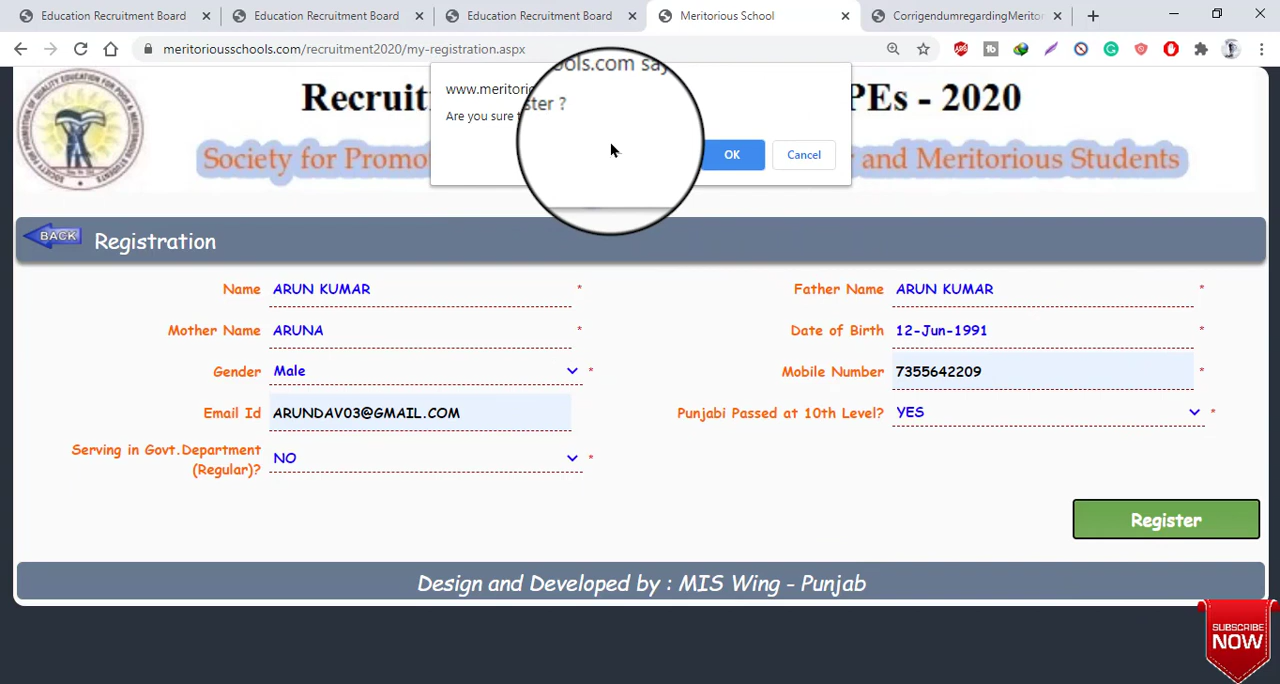 Education Recruitment Board
Education Recruitment Board
Education Recruitment Board
Meritorious School
CorrigendumregardingMeritor
meritoriousschools.com/recruitment2020/my-registration.aspx
Recruit PEs - 2020
Society for Promo r and Meritorious Students
ools.com say
www.meritorio
ster ?
Are you sure t
OK
Cancel
BACK
Registration
Name ARUN KUMAR *
Father Name ARUN KUMAR *
Mother Name ARUNA *
Date of Birth 12-Jun-1991 *
Gender Male *
Mobile Number 7355642209 *
Email Id ARUNDAV03@GMAIL.COM
Punjabi Passed at 10th Level? YES *
Serving in Govt.Department
(Regular)? NO *
Register
Design and Developed by : MIS Wing - Punjab
SUBSCRIBE
NOW